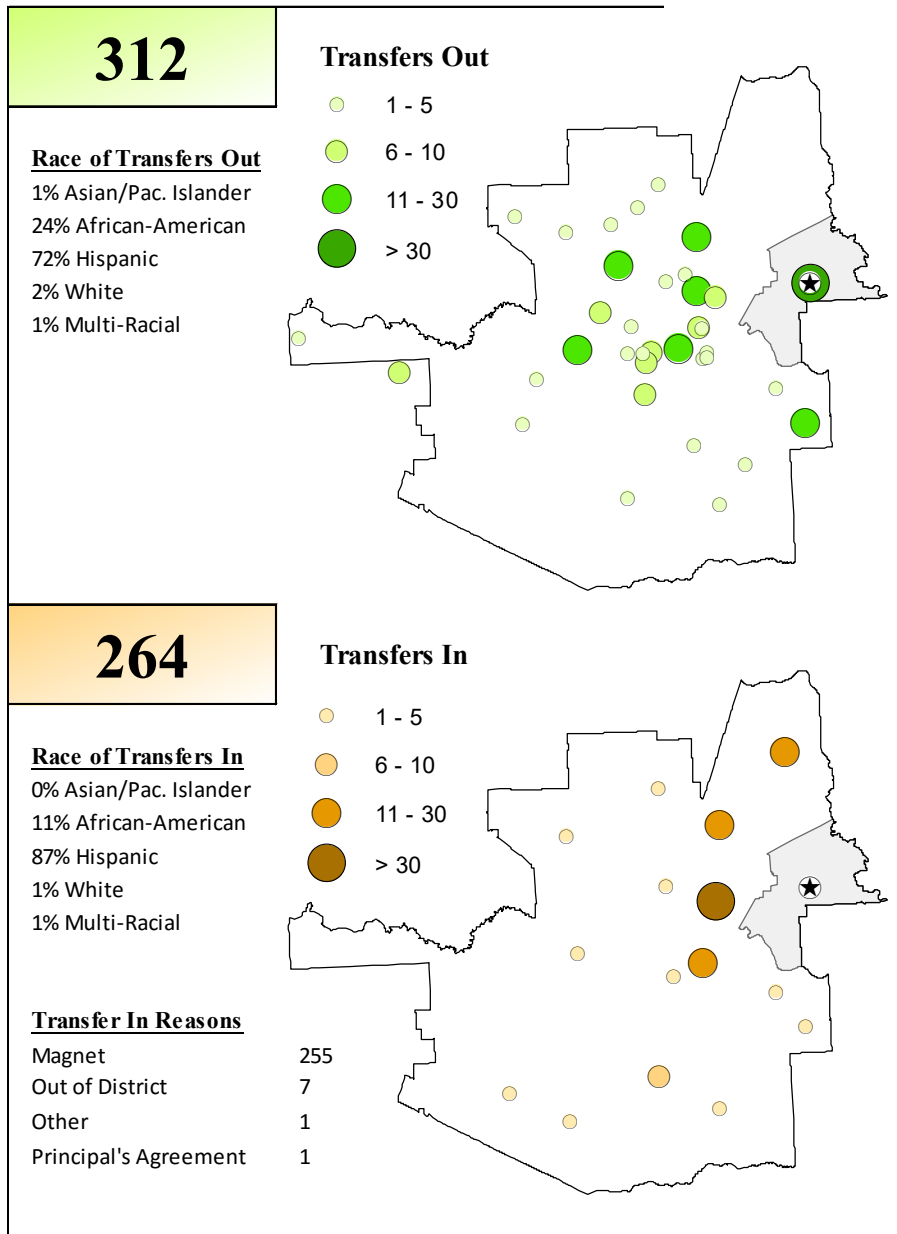 312
Transfers Out
1 - 5
6 - 10
11 - 30
> 30
Race of Transfers Out
1% Asian/Pac. Islander
24% African-American
72% Hispanic
2% White
1% Multi-Racial
264
Transfers In
1 - 5
6 - 10
11 - 30
> 30
Race of Transfers In
0% Asian/Pac. Islander
11% African-American
87% Hispanic
1% White
1% Multi-Racial
Transfer In Reasons
Magnet 255
Out of District 7
Other 1
Principal's Agreement 1